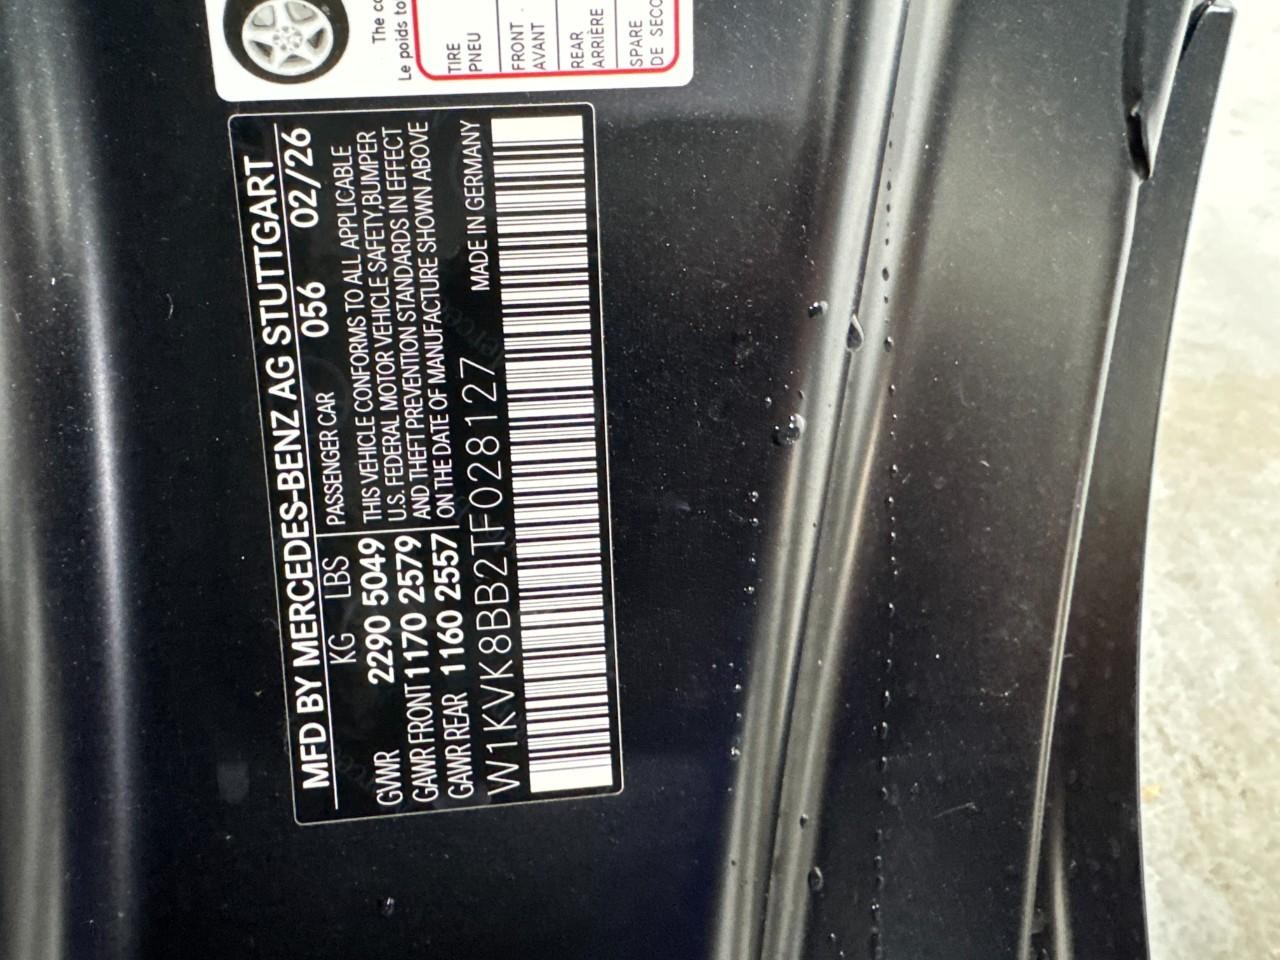 The
Le poids
TIRE
PNEU
FRONT
AVANT
REAR
ARRIÈRE
SPARE
DE
MFD BY MERCEDES-BENZ AG STUTTGART
KG LBS
PASSENGER CAR 056 02/26
GVWR 2290 5049
GAWR FRONT 1170 2579
GAWR REAR 1160 2557
THIS VEHICLE CONFORMS TO ALL APPLICABLE
U.S. FEDERAL MOTOR VEHICLE SAFETY,BUMPER
AND THEFT PREVENTION STANDARDS IN EFFECT
ON THE DATE OF MANUFACTURE SHOWN ABOVE
W1KVK8BB2TF028127 MADE IN GERMANY